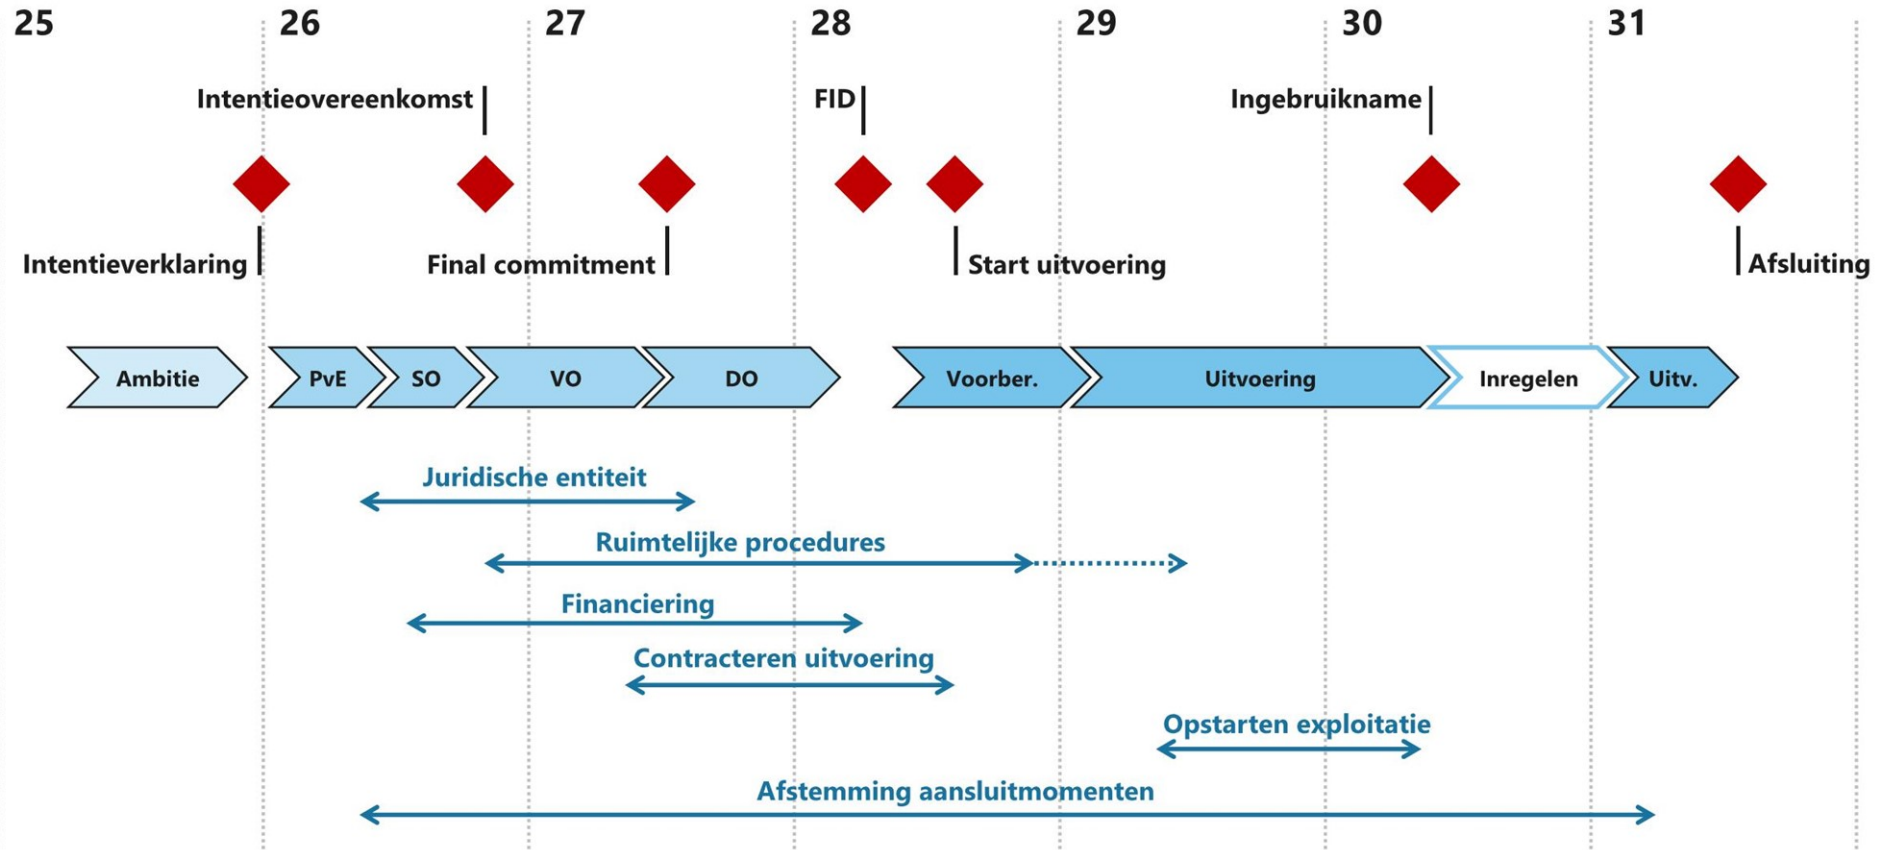 25 26 27 28 29 30 31
Intentieovereenkomst FID Ingebruikname
Intentieverklaring Final commitment Start uitvoering Afsluiting
Ambitie PvE SO VO DO Voorber. Uitvoering Inregelen Uitv.
Juridische entiteit
Ruimtelijke procedures
Financiering
Contracteren uitvoering
Opstarten exploitatie
Afstemming aansluitmomenten